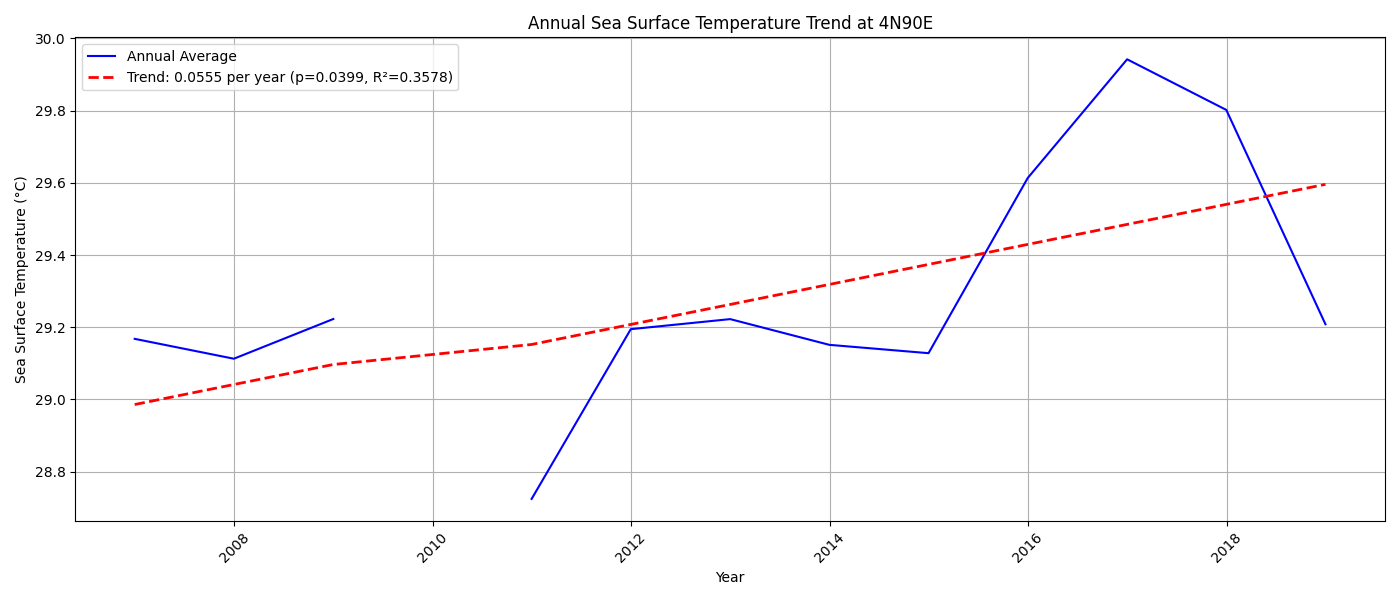 Annual Sea Surface Temperature Trend at 4N90E
Annual Average
Trend: 0.0555 per year (p=0.0399, R²=0.3578)
Sea Surface Temperature (°C)
30.0
29.8
29.6
29.4
29.2
29.0
28.8
2008
2010
2012
2014
2016
2018
Year